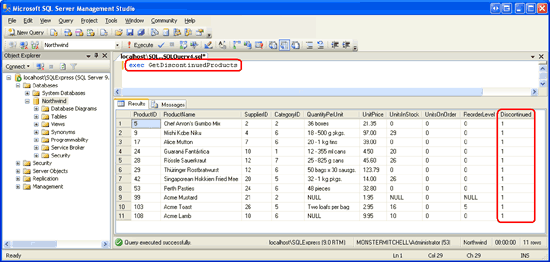 Microsoft SQL Server Management Studio
File Edit View Query Project Tools Window Community Help
New Query
Northwind Execute
Object Explorer
localhost\SQLExpress (SQL Server 9.
Databases
System Databases
Northwind
Database Diagrams
Tables
Views
Synonyms
Programmability
Service Broker
Security
Security
Server Objects
Replication
Management
localhost\SQL...SQLQuery4.sql*
exec GetDiscontinuedProducts
Results Messages
ProductID ProductName SupplierID CategoryID QuantityPerUnit UnitPrice UnitsInStock UnitsOnOrder ReorderLevel Discontinued
1 5 Chef Anton's Gumbo Mix 2 2 36 boxes 21.35 0 0 0 1
2 9 Mishi Kobe Niku 4 6 18 - 500 g pkgs. 97.00 29 0 0 1
3 17 Alice Mutton 7 6 20 - 1 kg tins 39.00 0 0 0 1
4 24 Guaraná Fantástica 10 1 12 - 355 ml cans 4.50 20 0 0 1
5 28 Rössle Sauerkraut 12 7 25 - 825 g cans 45.60 26 0 0 1
6 29 Thüringer Rostbratwurst 12 6 50 bags x 30 sausgs. 123.79 0 0 0 1
7 42 Singaporean Hokkien Fried Mee 20 5 32 - 1 kg pkgs. 14.00 26 0 0 1
8 53 Perth Pasties 24 6 48 pieces 32.80 0 0 0 1
9 99 Acme Mustard 21 2 NULL 1.95 NULL 0 NULL 1
10 103 Acme Toast 26 5 Two loafs per bag 2.95 16 0 5 1
11 108 Acme Lamb 10 6 NULL 9.95 10 0 0 1
Query executed successfully. localhost\SQLExpress (9.0 RTM) MONSTERMITCHELL\Administrator (53) Northwind 00:00:00 11 rows
Ready Ln 1 Col 29 Ch 29 INS